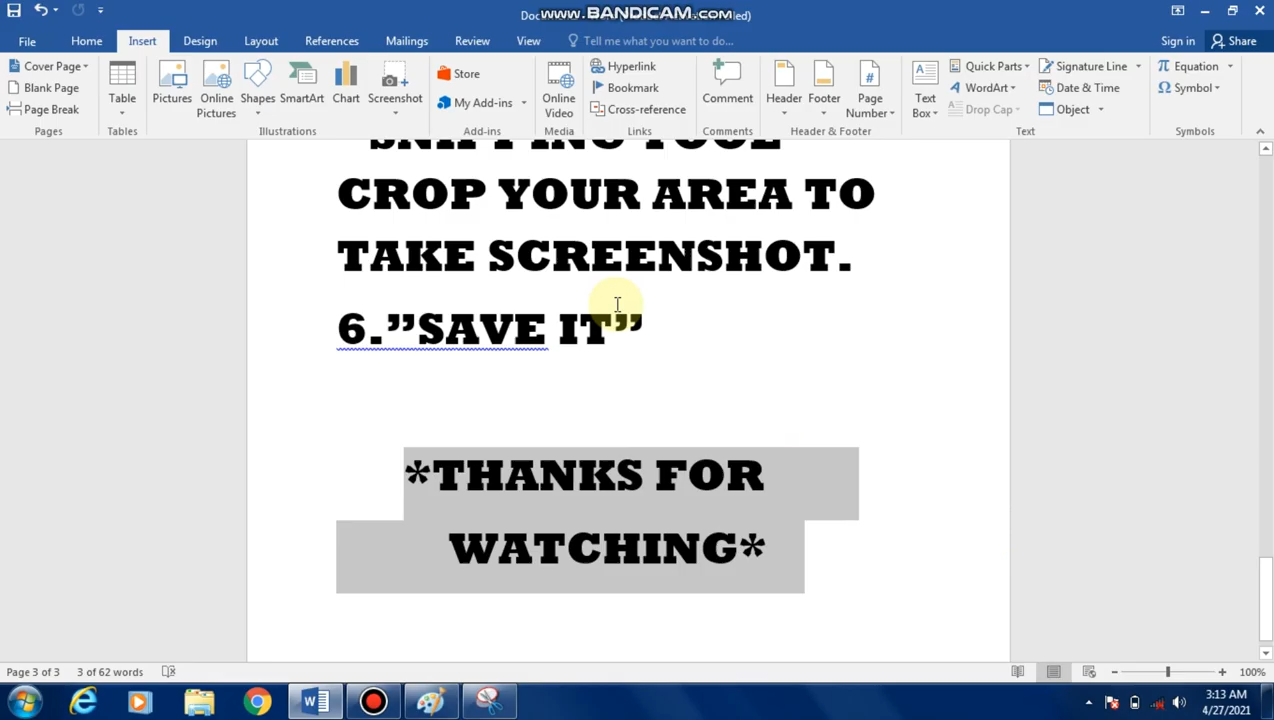 www.BANDICAM.com
File
Home
Insert
Design
Layout
References
Mailings
Review
View
Tell me what you want to do...
Sign in
Share
Cover Page
Blank Page
Page Break
Pages
Table
Tables
Pictures
Online Pictures
Shapes
SmartArt
Chart
Screenshot
Illustrations
Store
My Add-ins
Add-ins
Online Video
Media
Hyperlink
Bookmark
Cross-reference
Links
Comment
Comments
Header
Footer
Page Number
Header & Footer
Text Box
Quick Parts
WordArt
Drop Cap
Signature Line
Date & Time
Object
Text
Equation
Symbol
Symbols
SNIPPING TOOL
CROP YOUR AREA TO
TAKE SCREENSHOT.
6.”SAVE IT”
*THANKS FOR
WATCHING*
Page 3 of 3
3 of 62 words
100%
3:13 AM
4/27/2021